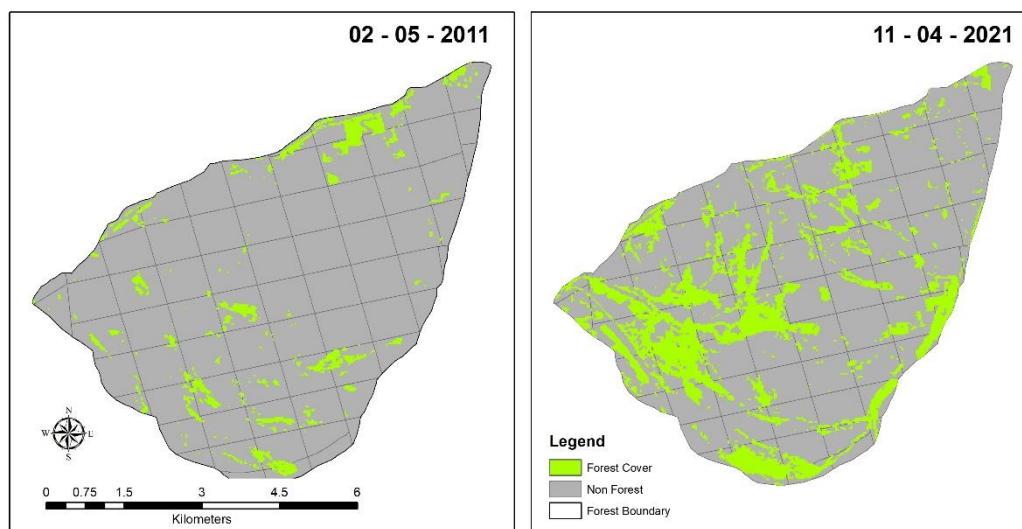 02 - 05 - 2011
11 - 04 - 2021
N
W E
S
0 0.75 1.5 3 4.5 6
Kilometers
Legend
Forest Cover
Non Forest
Forest Boundary